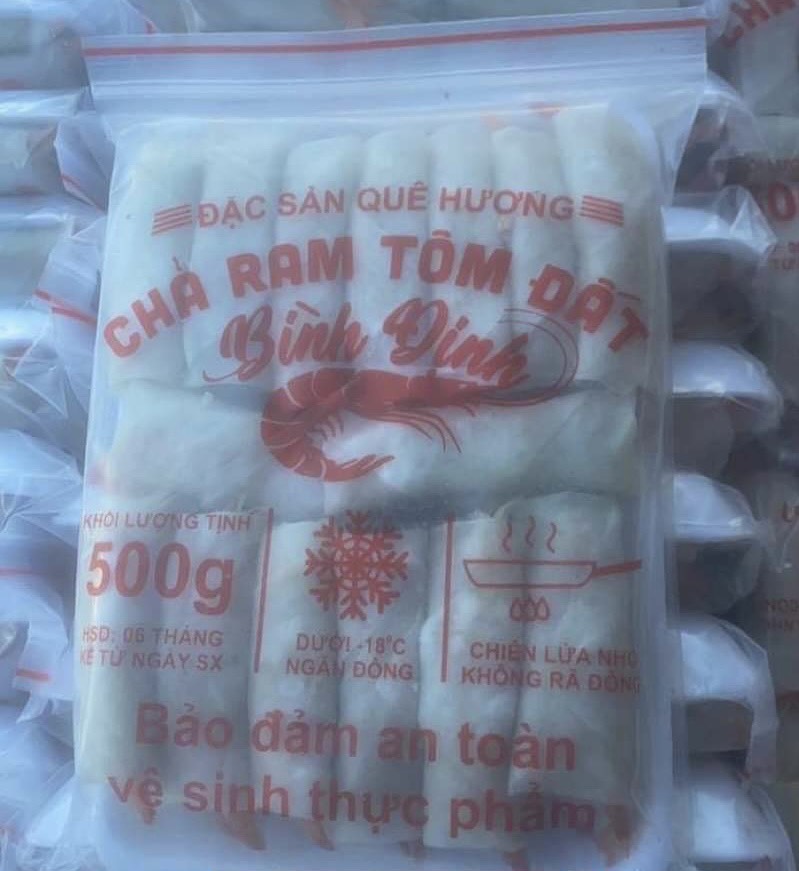 ĐẶC SẢN QUÊ HƯƠNG
CHẢ RAM TÔM ĐẤT
Bình Định
KHỐI LƯỢNG TỊNH
500g
HSD: 06 THÁNG
KỂ TỪ NGÀY SX
DƯỚI -18°C
NGĂN ĐÔNG
CHIÊN LỬA NHỎ
KHÔNG RÃ ĐÔNG
Bảo đảm an toàn
vệ sinh thực phẩm